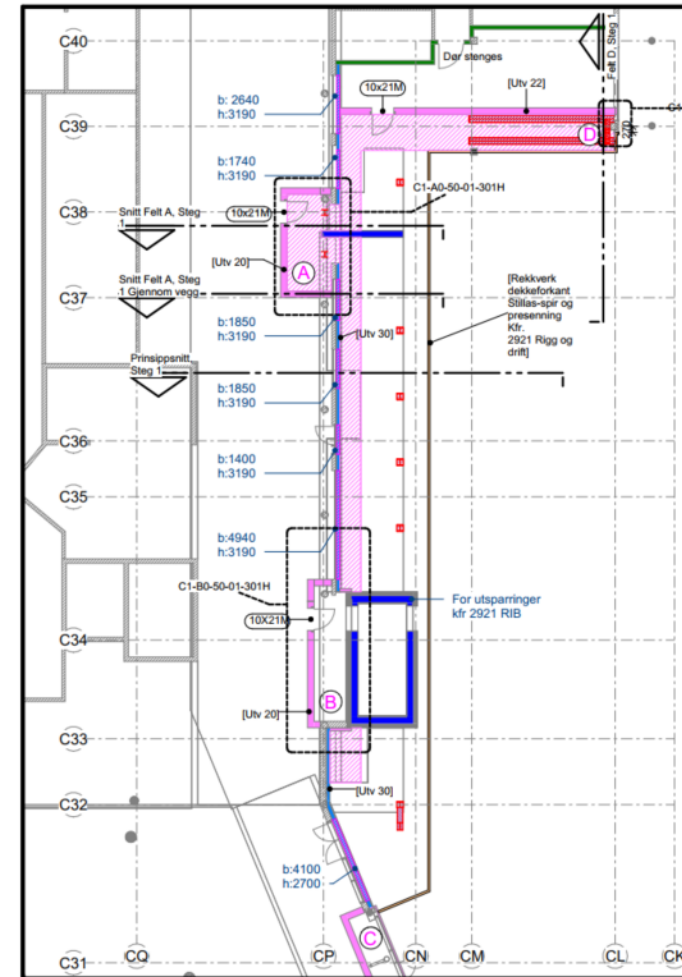 C40
Dør stenges
Felt D, Steg 1
b: 2640
h:3190
10x21M
[Utv 22]
C1
C39
D
270
b:1740
h:3190
C1-A0-50-01-301H
Snitt Felt A, Steg
1
10x21M
C38
[Utv 20]
A
Snitt Felt A, Steg
1 Gjennom vegg
C37
[Rekkverk
dekkeforkant
Stillas-spir og
presenning
Kfr.
2921 Rigg og
drift]
b:1850
h:3190
[Utv 30]
Prinsippsnitt
Steg 1
b:1850
h:3190
C36
b:1400
h:3190
C35
b:4940
h:3190
C1-B0-50-01-301H
For utsparringer
kfr 2921 RIB
10X21M
C34
B
[Utv 20]
C33
[Utv 30]
C32
b:4100
h:2700
C
C31
CQ
CP
CN
CM
CL
CK